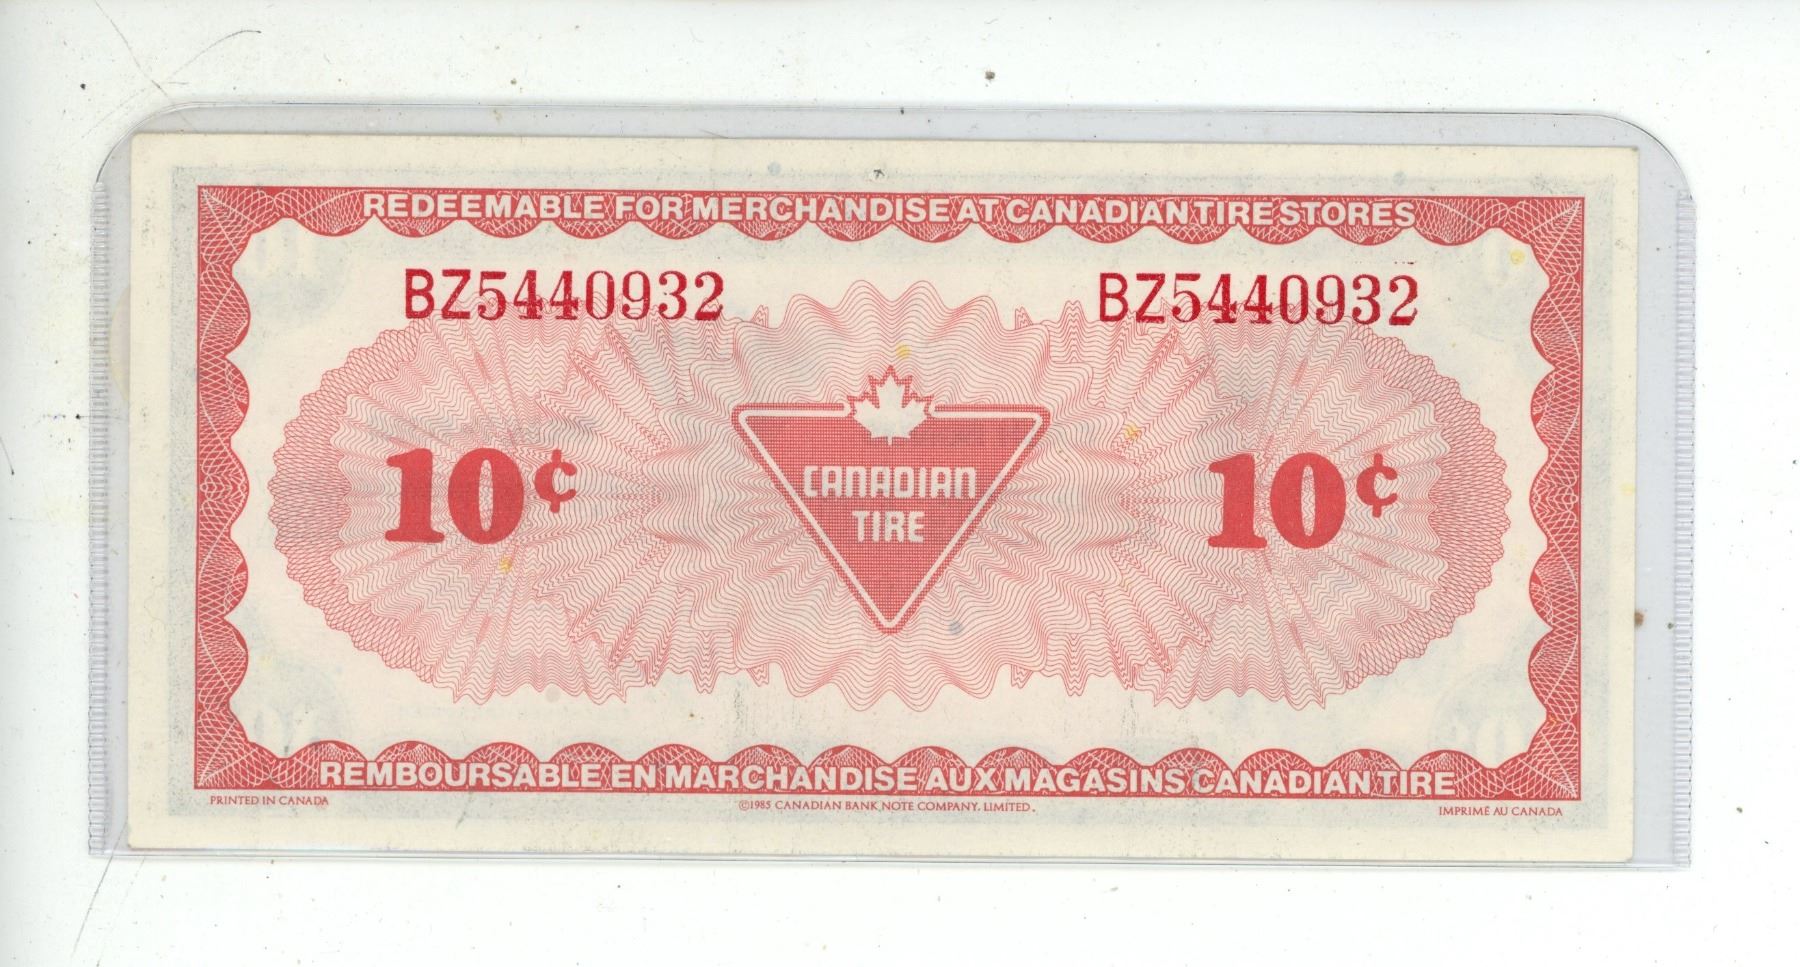 REDEEMABLE FOR MERCHANDISE AT CANADIAN TIRE STORES
BZ5440932 BZ5440932
10¢ 10¢
CANADIAN
TIRE
REMBOURSABLE EN MARCHANDISE AUX MAGASINS CANADIAN TIRE
PRINTED IN CANADA ©1985 CANADIAN BANK NOTE COMPANY, LIMITED. IMPRIMÉ AU CANADA